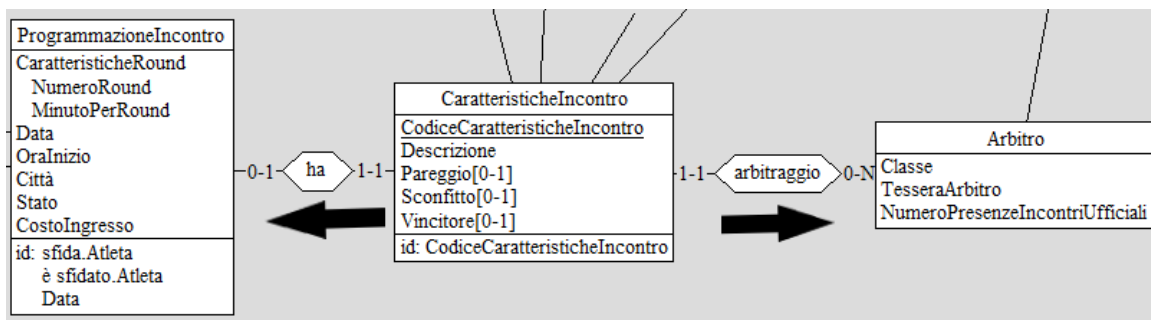 ProgrammazioneIncontro
CaratteristicheRound
NumeroRound
MinutoPerRound
Data
OraInizio
Città
Stato
CostoIngresso
id: sfida.Atleta
è sfidato.Atleta
Data
0-1
ha
1-1
CaratteristicheIncontro
CodiceCaratteristicheIncontro
Descrizione
Pareggio[0-1]
Sconfitto[0-1]
Vincitore[0-1]
id: CodiceCaratteristicheIncontro
1-1
arbitraggio
0-N
Arbitro
Classe
TesseraArbitro
NumeroPresenzeIncontriUfficiali